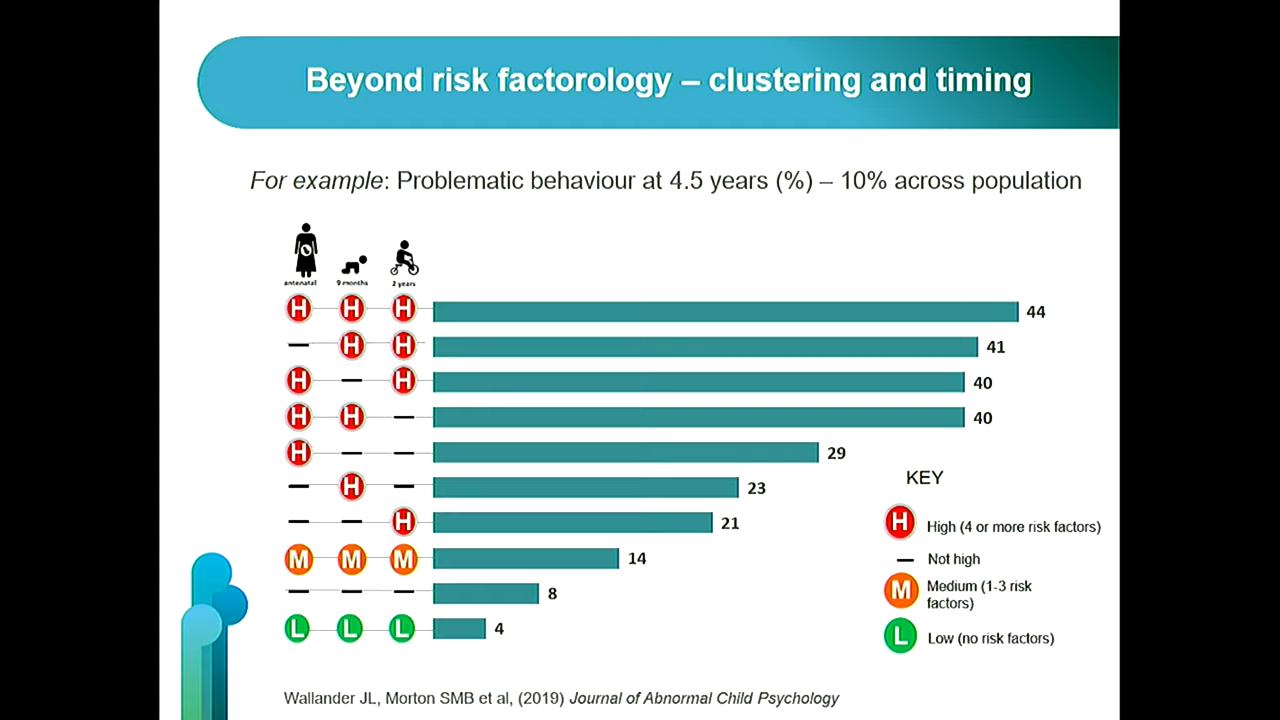 Beyond risk factorology – clustering and timing
For example: Problematic behaviour at 4.5 years (%) – 10% across population
antenatal 9 months 2 years
H H H 44
— H H 41
H — H 40
H H — 40
H — — 29
— H — 23
— — H 21
M M M 14
— — — 8
L L L 4
KEY
H High (4 or more risk factors)
— Not high
M Medium (1-3 risk
factors)
L Low (no risk factors)
Wallander JL, Morton SMB et al, (2019) Journal of Abnormal Child Psychology